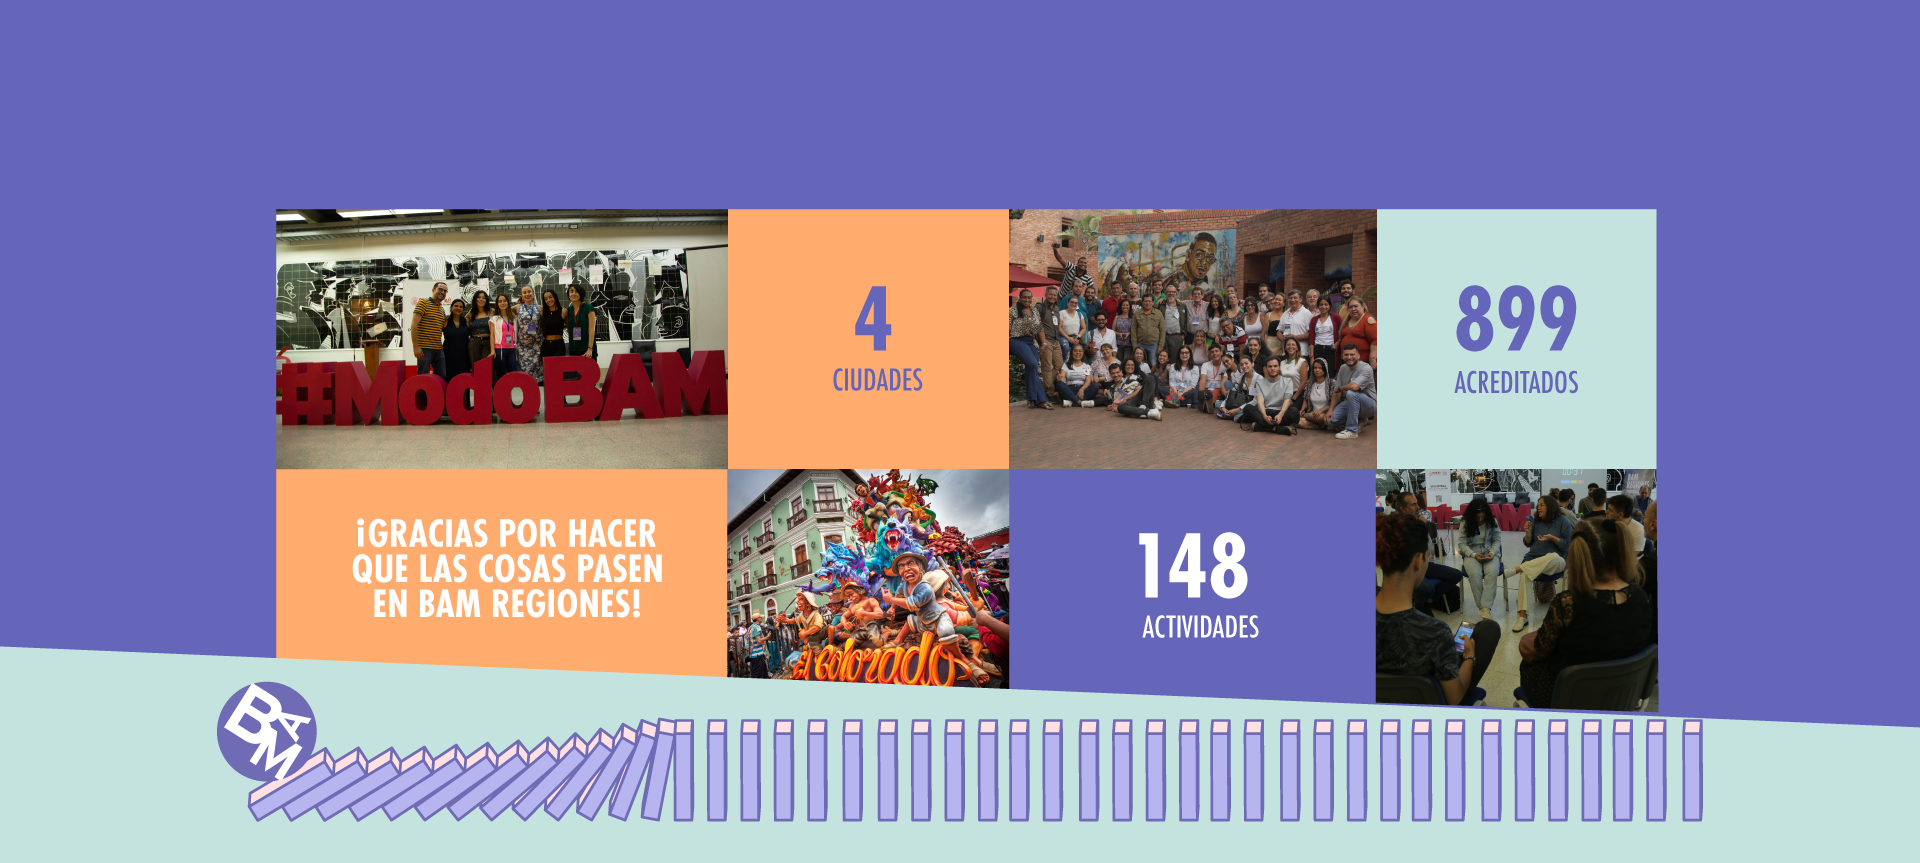 #ModoBAM
4
CIUDADES
899
ACREDITADOS
¡GRACIAS POR HACER
QUE LAS COSAS PASEN
EN BAM REGIONES!
El Colorado
148
ACTIVIDADES
BAM
BAM